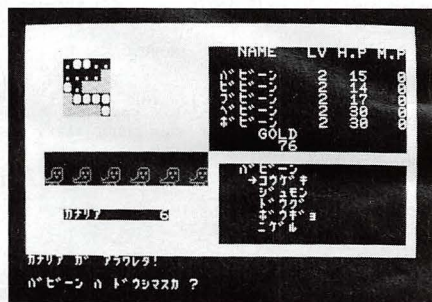 NAME LV H.P M.P
バビーン 2 15 0
ビビーン 2 14 0
ブビーン 2 17 0
ベビーン 2 30 0
ボビーン 2 30 0
GOLD
76
カナリア 6
バビーン
→コウゲキ
ジュモン
ドウグ
ボウギョ
ニゲル
カナリア ガ アラワレタ!
バビーン ハ ドウシマスカ ?